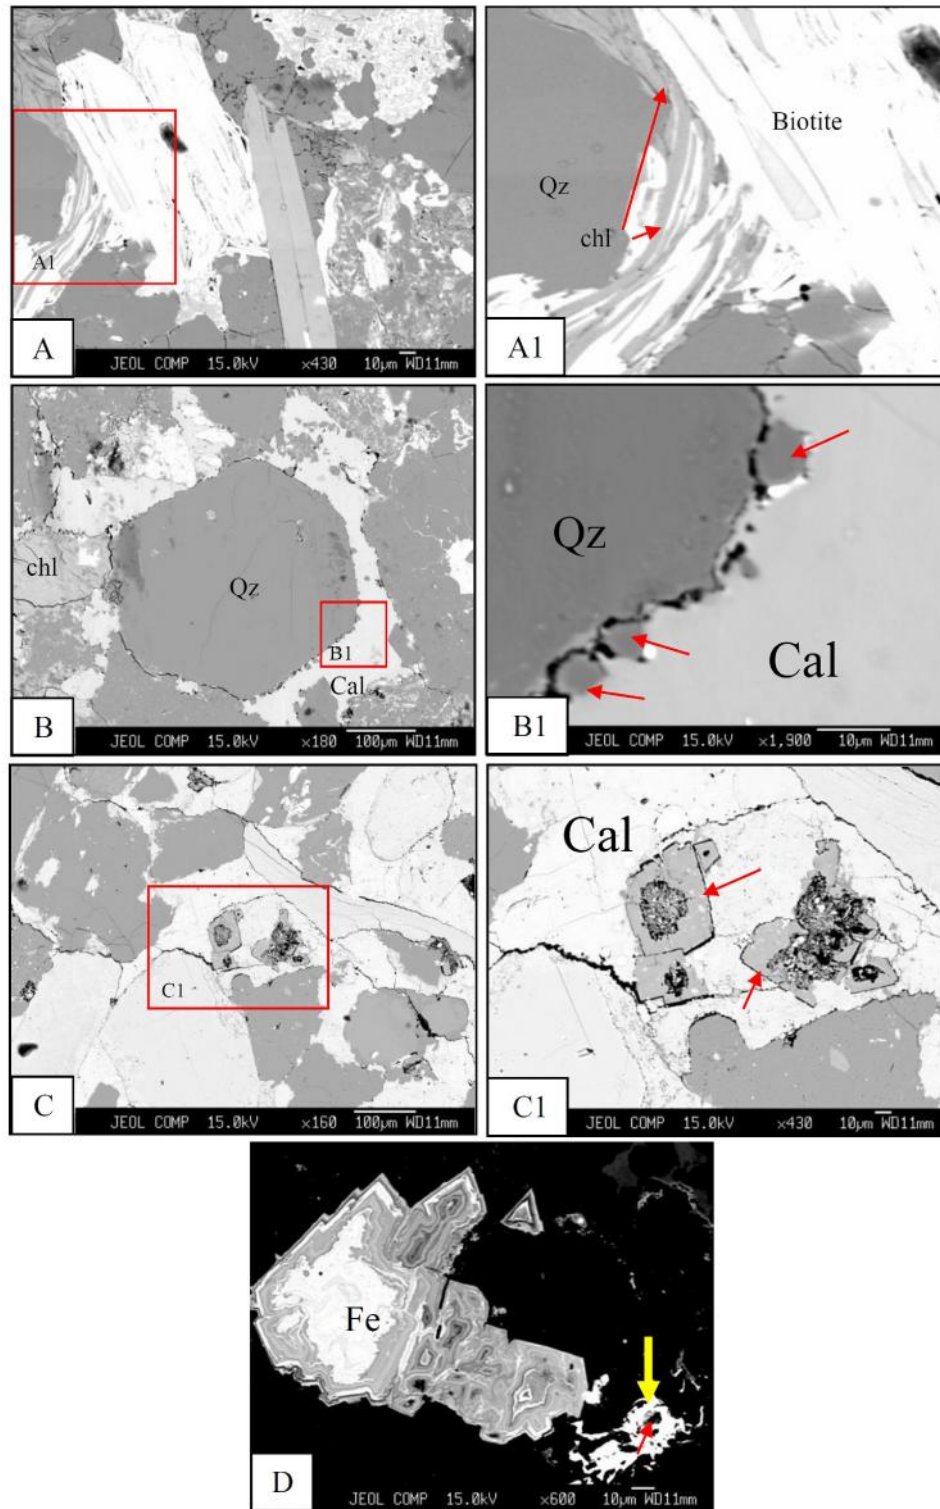 Biotite
Qz
chl
A1
A
JEOL COMP 15.0kV ×430 10µm WD11mm
A1
chl
Qz
B1
Cal
B
JEOL COMP 15.0kV ×180 100µm WD11mm
Qz
Cal
B1
JEOL COMP 15.0kV ×1,900 10µm WD11mm
C1
C
JEOL COMP 15.0kV ×160 100µm WD11mm
Cal
C1
JEOL COMP 15.0kV ×430 10µm WD11mm
Fe
D
JEOL COMP 15.0kV ×600 10µm WD11mm